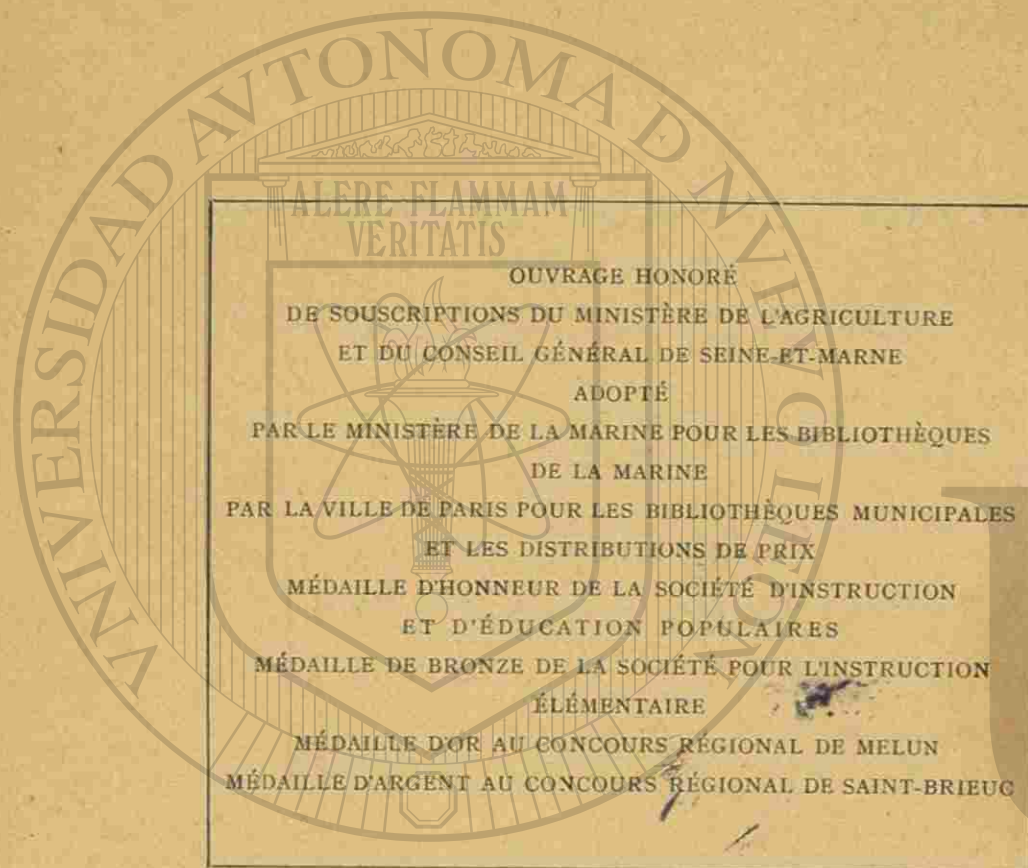 UNIVERSIDAD AVTONOMA D NVEVO LEON
ALERE FLAMMAM
VERITATIS
OUVRAGE HONORÉ
DE SOUSCRIPTIONS DU MINISTÈRE DE L'AGRICULTURE
ET DU CONSEIL GÉNÉRAL DE SEINE-ET-MARNE
ADOPTÉ
PAR LE MINISTÈRE DE LA MARINE POUR LES BIBLIOTHÈQUES
DE LA MARINE
PAR LA VILLE DE PARIS POUR LES BIBLIOTHÈQUES MUNICIPALES
ET LES DISTRIBUTIONS DE PRIX
MÉDAILLE D'HONNEUR DE LA SOCIÉTÉ D'INSTRUCTION
ET D'ÉDUCATION POPULAIRES
MÉDAILLE DE BRONZE DE LA SOCIÉTÉ POUR L'INSTRUCTION
ÉLÉMENTAIRE
MÉDAILLE D'OR AU CONCOURS RÉGIONAL DE MELUN
MÉDAILLE D'ARGENT AU CONCOURS RÉGIONAL DE SAINT-BRIEUC